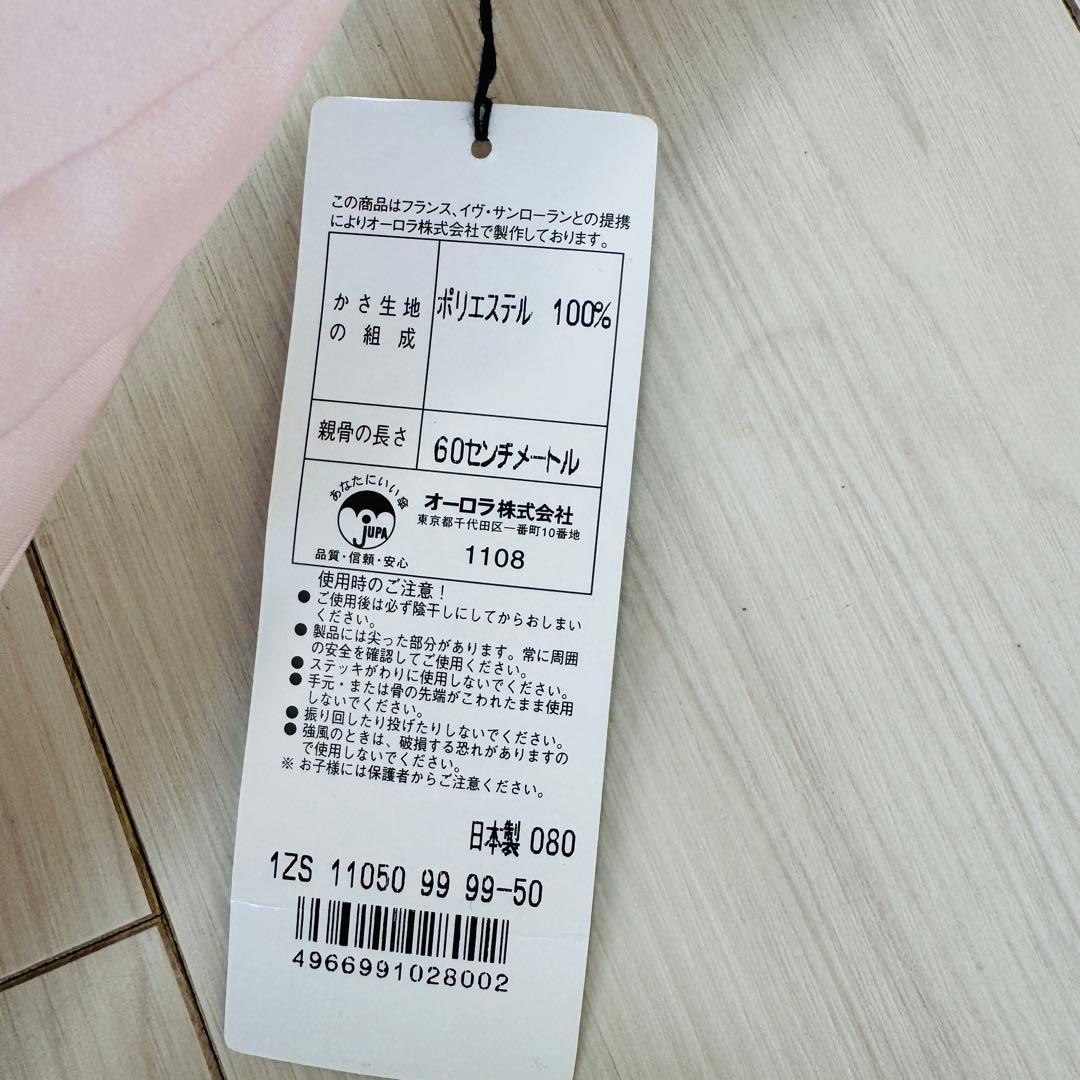 この商品はフランス、イヴ・サンローランとの提携
によりオーロラ株式会社で製作しております。
かさ生地
の組成
ポリエステル 100%
親骨の長さ
60センチメートル
あなたにいい傘
JUPA
品質・信頼・安心
オーロラ株式会社
東京都千代田区一番町10番地
1108
使用時のご注意！
●ご使用後は必ず陰干しにしてからおしまい
ください。
●製品には尖った部分があります。常に周囲
の安全を確認してご使用ください。
●ステッキがわりに使用しないでください。
●手元・または骨の先端がこわれたまま使用
しないでください。
●振り回したり投げたりしないでください。
●強風のときは、破損する恐れがありますの
で使用しないでください。
※お子様には保護者からご注意ください。
日本製 080
1ZS 11050 99 99-50
4966991028002